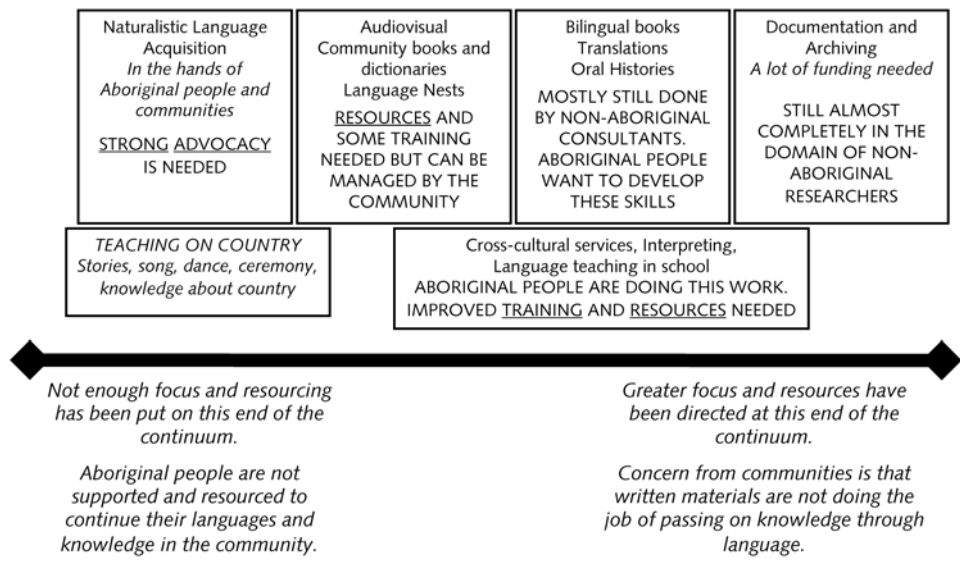 Naturalistic Language
Acquisition
In the hands of
Aboriginal people and
communities
STRONG ADVOCACY
IS NEEDED
Audiovisual
Community books and
dictionaries
Language Nests
RESOURCES AND
SOME TRAINING
NEEDED BUT CAN BE
MANAGED BY THE
COMMUNITY
Bilingual books
Translations
Oral Histories
MOSTLY STILL DONE
BY NON-ABORIGINAL
CONSULTANTS.
ABORIGINAL PEOPLE
WANT TO DEVELOP
THESE SKILLS
Documentation and
Archiving
A lot of funding needed
STILL ALMOST
COMPLETELY IN THE
DOMAIN OF NON-
ABORIGINAL
RESEARCHERS
TEACHING ON COUNTRY
Stories, song, dance, ceremony,
knowledge about country
Cross-cultural services, Interpreting,
Language teaching in school
ABORIGINAL PEOPLE ARE DOING THIS WORK.
IMPROVED TRAINING AND RESOURCES NEEDED
Not enough focus and resourcing
has been put on this end of the
continuum.
Aboriginal people are not
supported and resourced to
continue their languages and
knowledge in the community.
Greater focus and resources have
been directed at this end of the
continuum.
Concern from communities is that
written materials are not doing the
job of passing on knowledge through
language.